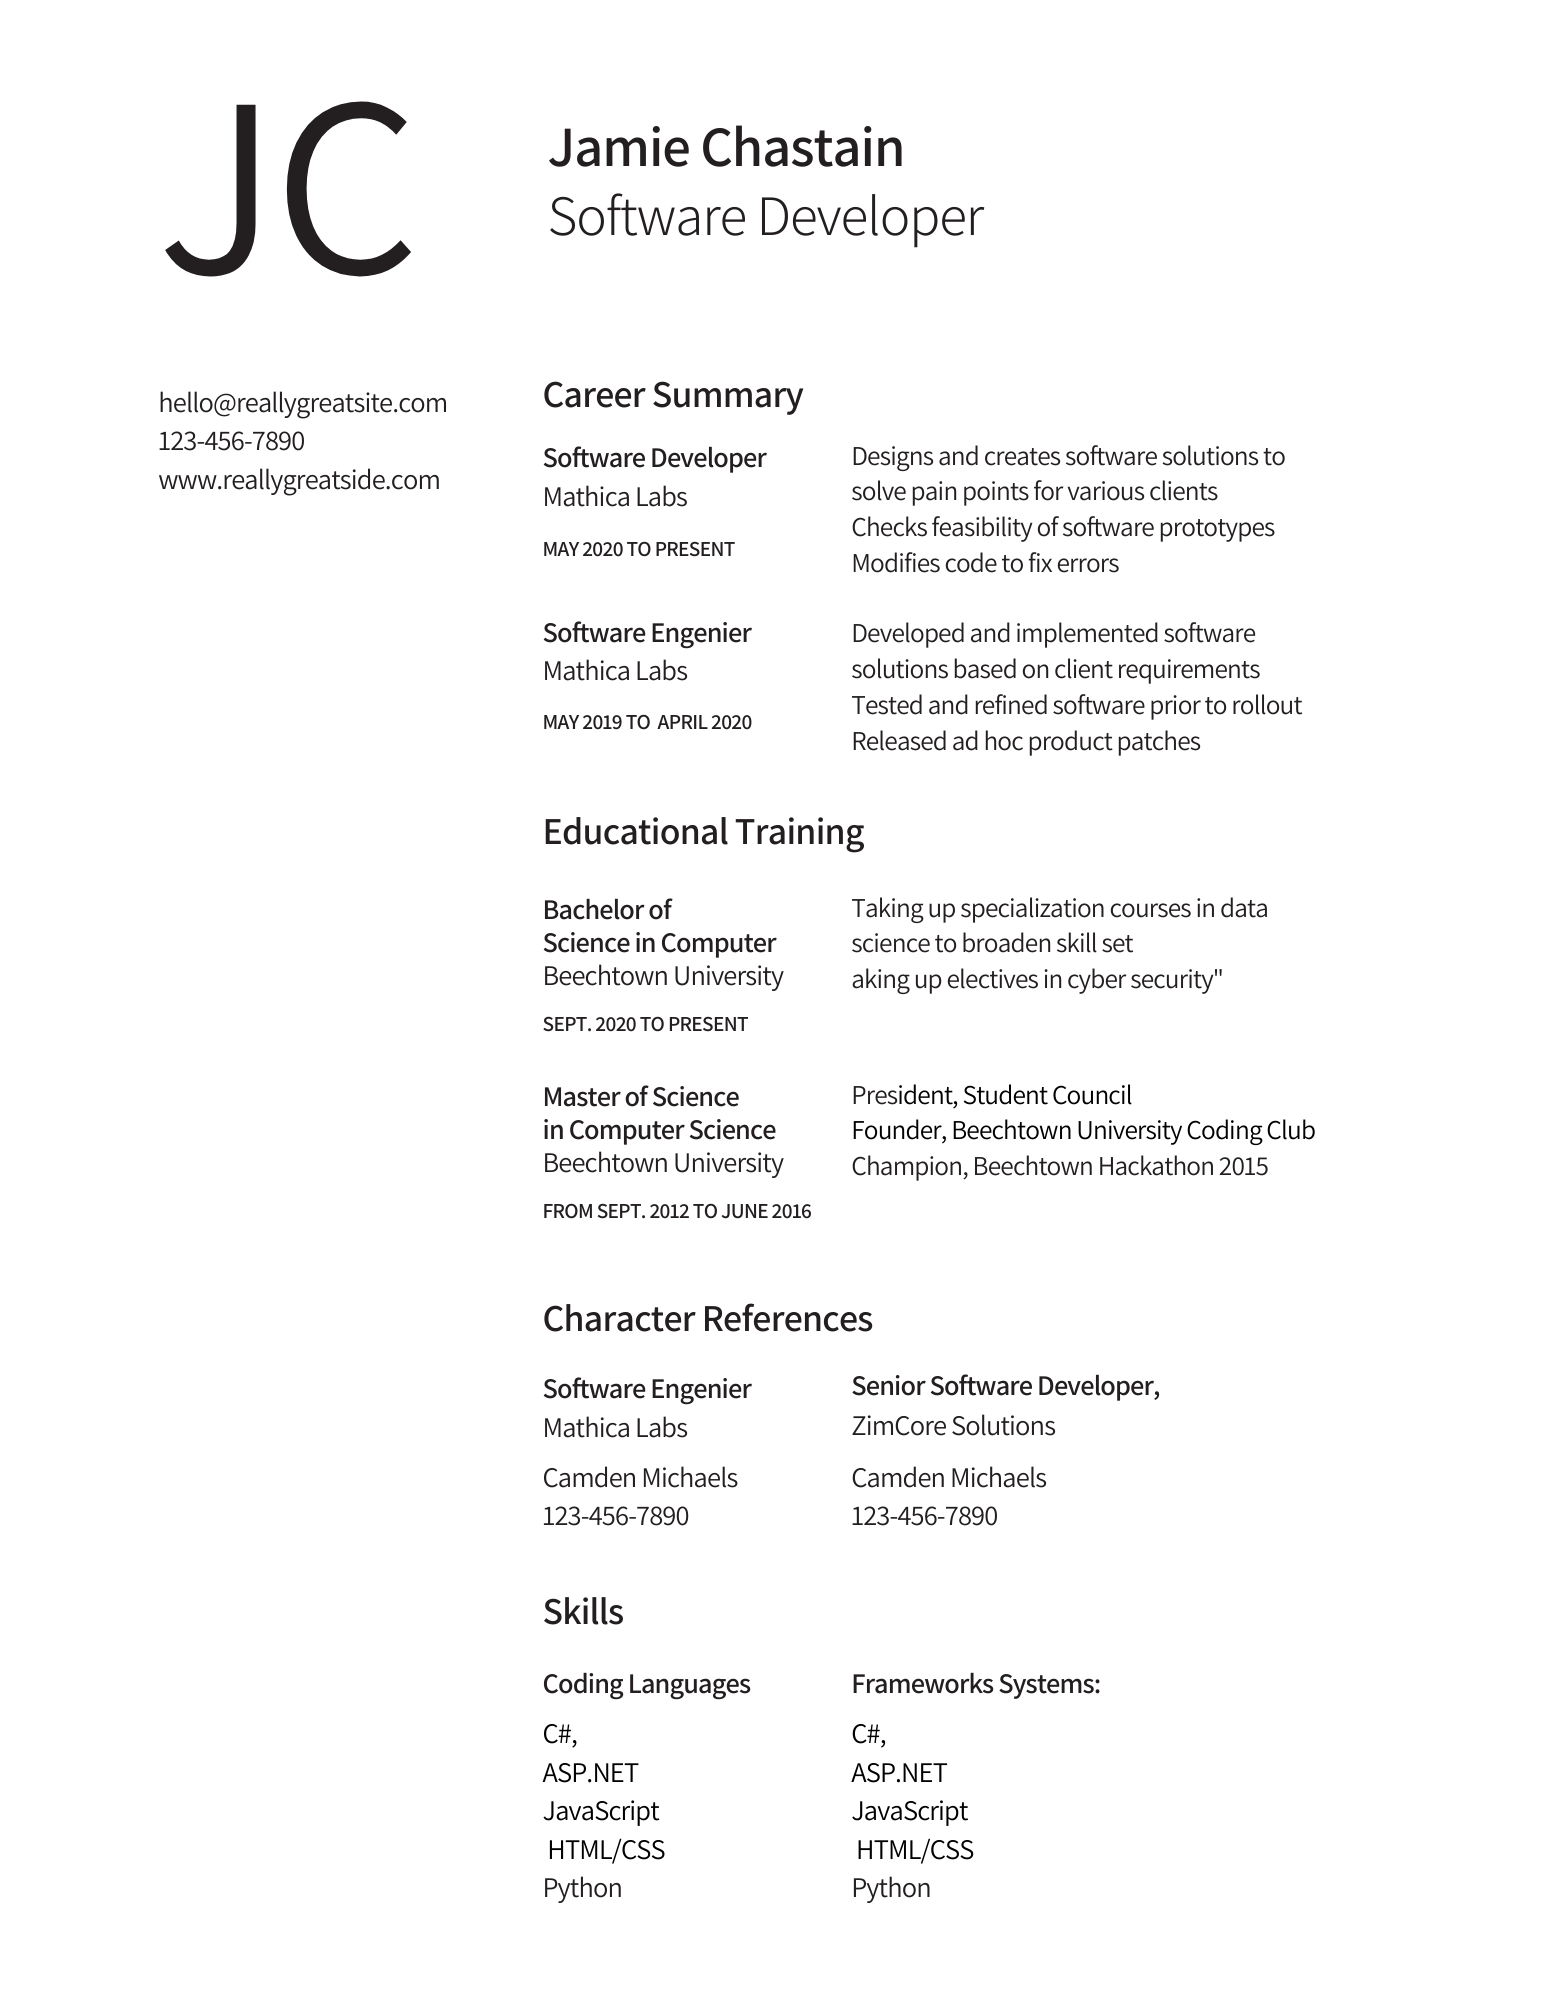 JC
Jamie Chastain
Software Developer
hello@reallygreatsite.com
123-456-7890
www.reallygreatside.com
Career Summary
Software Developer
Mathica Labs
MAY 2020 TO PRESENT
Designs and creates software solutions to
solve pain points for various clients
Checks feasibility of software prototypes
Modifies code to fix errors
Software Engenier
Mathica Labs
MAY 2019 TO  APRIL 2020
Developed and implemented software
solutions based on client requirements
Tested and refined software prior to rollout
Released ad hoc product patches
Educational Training
Bachelor of
Science in Computer
Beechtown University
SEPT. 2020 TO PRESENT
Taking up specialization courses in data
science to broaden skill set
aking up electives in cyber security"
Master of Science
in Computer Science
Beechtown University
FROM SEPT. 2012 TO JUNE 2016
President, Student Council
Founder, Beechtown University Coding Club
Champion, Beechtown Hackathon 2015
Character References
Software Engenier
Mathica Labs
Camden Michaels
123-456-7890
Senior Software Developer,
ZimCore Solutions
Camden Michaels
123-456-7890
Skills
Coding Languages
C#,
ASP.NET
JavaScript
HTML/CSS
Python
Frameworks Systems:
C#,
ASP.NET
JavaScript
HTML/CSS
Python